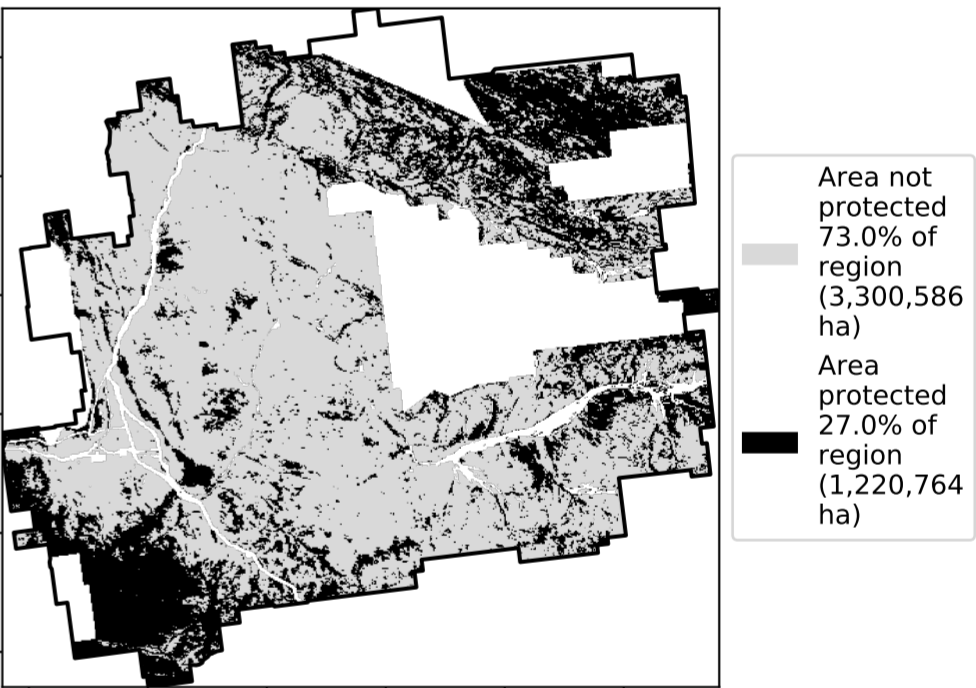 Area not
protected
73.0% of
region
(3,300,586
ha)
Area
protected
27.0% of
region
(1,220,764
ha)